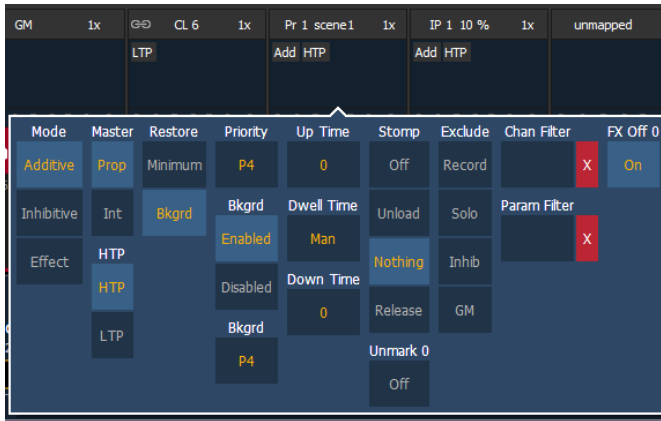 GM 1x CL 6 1x Pr 1 scene1 1x IP 1 10 % 1x unmapped
LTP Add HTP Add HTP
Mode Master Restore Priority Up Time Stomp Exclude Chan Filter FX Off 0
Additive Prop Minimum P4 0 Off Record X On
Bkgrd Dwell Time Param Filter
Inhibitive Int Bkgrd Enabled Man Unload Solo X
HTP
Effect HTP Disabled Down Time Nothing Inhib
0 Release GM
LTP Bkgrd
P4 Unmark 0
Off